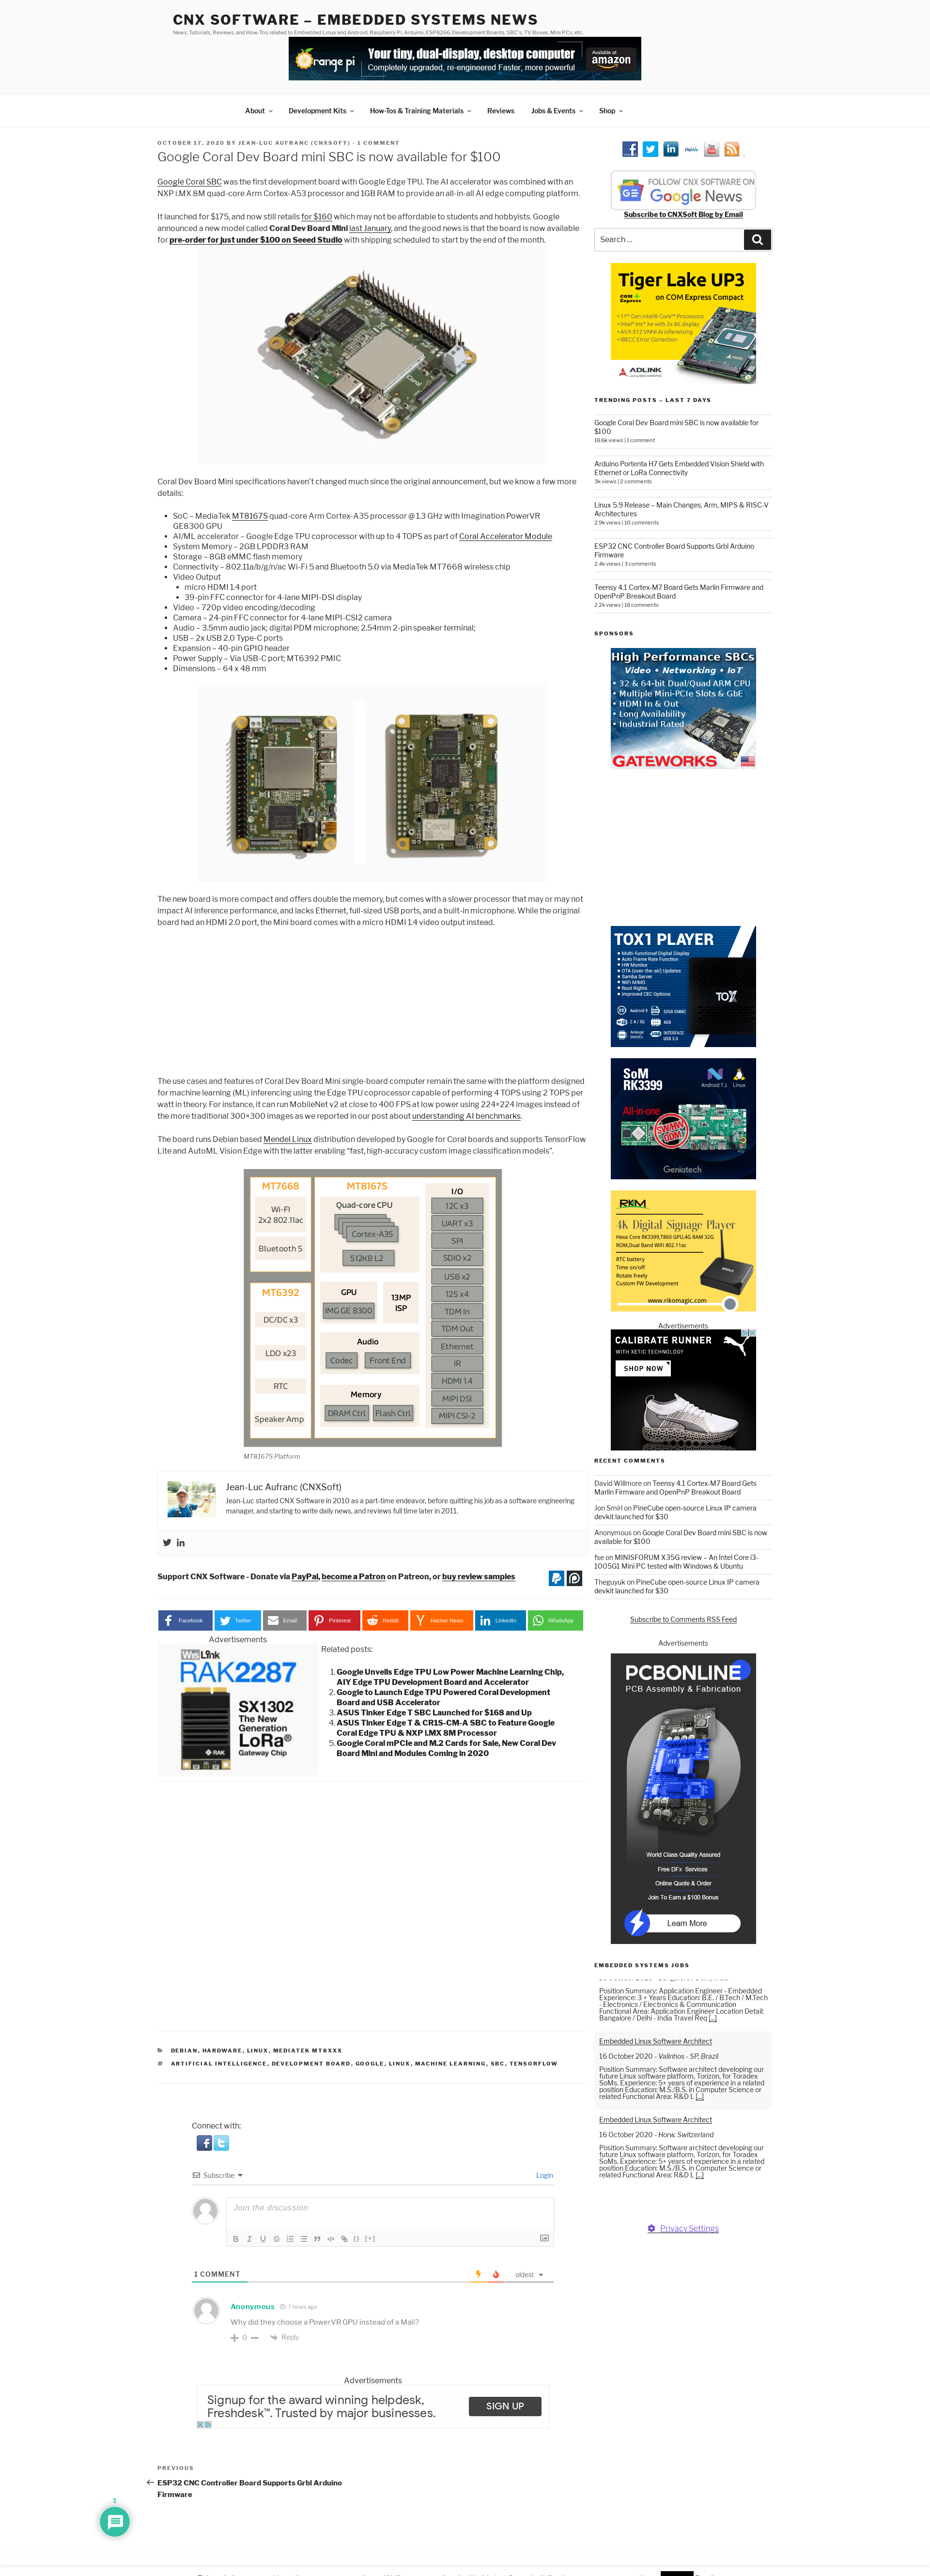 CNX SOFTWARE – EMBEDDED SYSTEMS NEWS
News, Tutorials, Reviews, and How-Tos related to Embedded Linux and Android, Raspberry Pi, Arduino, ESP8266, Development Boards, SBC's, TV Boxes, Mini PCs, etc.
range pi
Your tiny, dual-display, supercomputer
Completely upgraded, re-engineered Faster, more powerful
Available at
amazon
About
Development Kits
How-Tos & Training Materials
Reviews
Jobs & Events
Shop
OCTOBER 17, 2020 BY JEAN-LUC AUFRANC (CNXSOFT) - 1 COMMENT
Google Coral Dev Board mini SBC is now available for $100
Google Coral SBC was the first development board with Google Edge TPU. The AI accelerator was combined with an
NXP i.MX 8M quad-core Arm Cortex-A53 processor and 1GB RAM to provide an all-in-all AI edge computing platform.
It launched for $175, and now still retails for $160 which may not be affordable to students and hobbyists. Google
announced a new model called Coral Dev Board Mini last January, and the good news is that the board is now available
for pre-order for just under $100 on Seeed Studio with shipping scheduled to start by the end of the month.
Coral Dev Board Mini specifications haven't changed much since the original announcement, but we know a few more
details:
SoC – MediaTek MT8167S quad-core Arm Cortex-A35 processor @ 1.3 GHz with Imagination PowerVR
GE8300 GPU
AI/ML accelerator – Google Edge TPU coprocessor with up to 4 TOPS as part of Coral Accelerator Module
System Memory – 2GB LPDDR3 RAM
Storage – 8GB eMMC flash memory
Connectivity – 802.11a/b/g/n/ac Wi-Fi 5 and Bluetooth 5.0 via MediaTek MT7668 wireless chip
Video Output
micro HDMI 1.4 port
39-pin FFC connector for 4-lane MIPI-DSI display
Video – 720p video encoding/decoding
Camera – 24-pin FFC connector for 4-lane MIPI-CSI2 camera
Audio – 3.5mm audio jack; digital PDM microphone; 2.54mm 2-pin speaker terminal;
USB – 2x USB 2.0 Type-C ports
Expansion – 40-pin GPIO header
Power Supply – Via USB-C port; MT6392 PMIC
Dimensions – 64 x 48 mm
The new board is more compact and offers double the memory, but comes with a slower processor that may or may not
impact AI inference performance, and lacks Ethernet, full-sized USB ports, and a built-in microphone. While the original
board had an HDMI 2.0 port, the Mini board comes with a micro HDMI 1.4 video output instead.
The use cases and features of Coral Dev Board Mini single-board computer remain the same with the platform designed
for machine learning (ML) inferencing using the Edge TPU coprocessor capable of performing 4 TOPS using 2 TOPS per
watt in theory. For instance, it can run MobileNet v2 at close to 400 FPS at low power using 224×224 images instead of
the more traditional 300×300 images as we reported in our post about understanding AI benchmarks.
The board runs Debian based Mendel Linux distribution developed by Google for Coral boards and supports TensorFlow
Lite and AutoML Vision Edge with the latter enabling "fast, high-accuracy custom image classification models".
MT7668
Wi-Fi
2x2 802.11ac
Bluetooth 5
MT6392
DC/DC x3
LDO x23
RTC
Speaker Amp
MT8167S
Quad-core CPU
Cortex-A35
512KB L2
GPU
IMG GE 8300
13MP
ISP
Audio
Codec
Front End
Memory
DRAM Ctrl
Flash Ctrl
I/O
12C x3
UART x3
SPI
SDIO x2
USB x2
125 x4
TDM In
TDM Out
Ethernet
IR
HDMI 1.4
MIPI DSI
MIPI CSI-2
MT8167S Platform
Jean-Luc Aufranc (CNXSoft)
Jean-Luc started CNX Software in 2010 as a part-time endeavor, before quitting his job as a software engineering
manager, and starting to write daily news, and reviews full time later in 2011.
Support CNX Software - Donate via PayPal, become a Patron on Patreon, or buy review samples
Facebook
Twitter
Email
Pinterest
Reddit
Hacker News
LinkedIn
WhatsApp
Advertisements
WisLink
RAK2287
SX1302
The New
Generation
LoRa®
Gateway Chip
RAK
Related posts:
1. Google Unveils Edge TPU Low Power Machine Learning Chip,
AIY Edge TPU Development Board and Accelerator
2. Google to Launch Edge TPU Powered Coral Development
Board and USB Accelerator
3. ASUS Tinker Edge T SBC Launched for $168 and Up
4. ASUS Tinker Edge T & CR1S-CM-A SBC to Feature Google
Coral Edge TPU & NXP i.MX 8M Processor
5. Google Coral mPCIe and M.2 Cards for Sale, New Coral Dev
Board Mini and Modules Coming in 2020
DEBIAN, HARDWARE, LINUX, MEDIATEK MT8XXX
ARTIFICIAL INTELLIGENCE, DEVELOPMENT BOARD, GOOGLE, LINUX, MACHINE LEARNING, SBC, TENSORFLOW
Connect with:
Subscribe
Login
Join the discussion
1 COMMENT
oldest
Anonymous
7 hours ago
Why did they choose a PowerVR GPU instead of a Mali?
0
Reply
Advertisements
Signup for the award winning helpdesk,
Freshdesk™. Trusted by major businesses.
SIGN UP
PREVIOUS
ESP32 CNC Controller Board Supports Grbl Arduino
Firmware
1
FOLLOW CNX SOFTWARE ON
Google News
Subscribe to CNXSoft Blog by Email
Search …
Tiger Lake UP3
COM Express
on COM Express Compact
11th Gen Intel® Core™ Processors
Intel® Iris® Xe with 2x 8K display
AVX-512 VNNI AI inferencing
IBECC Error Correction
ADLINK
TRENDING POSTS – LAST 7 DAYS
Google Coral Dev Board mini SBC is now available for
$100
18.6k views | 1 comment
Arduino Portenta H7 Gets Embedded Vision Shield with
Ethernet or LoRa Connectivity
3k views | 2 comments
Linux 5.9 Release – Main Changes, Arm, MIPS & RISC-V
Architectures
2.9k views | 10 comments
ESP32 CNC Controller Board Supports Grbl Arduino
Firmware
2.4k views | 3 comments
Teensy 4.1 Cortex-M7 Board Gets Marlin Firmware and
OpenPnP Breakout Board
2.2k views | 18 comments
SPONSORS
High Performance SBCs
Video • Networking • IoT
• 32 & 64-bit Dual/Quad ARM CPU
• Multiple Mini-PCIe Slots & GbE
• HDMI In & Out
• Long Availability
• Industrial Rated
GATEWORKS
TOX1 PLAYER
Multi-functional Digital Display
Auto Frame Rate Function
HW Monitor
OTA (over-the-air) Updates
Samba Server
WiFi MIMO
Root Rights
Improved CEC Options
TOX
SoM
RK3399
Android 7.1
Linux
All-in-one
Geniatech
RKM
4K Digital Signage Player
Hexa Core RK3399,T860 GPU,4G RAM 32G
ROM,Dual Band WiFi 802.11ac
RTC battery
Time on/off
Rotate freely
Custom FW Development
www.rikomagic.com
Advertisements
CALIBRATE RUNNER
WITH XETIC TECHNOLOGY
SHOP NOW
RECENT COMMENTS
David Willmore on Teensy 4.1 Cortex-M7 Board Gets
Marlin Firmware and OpenPnP Breakout Board
Jon Smirl on PineCube open-source Linux IP camera
devkit launched for $30
Anonymous on Google Coral Dev Board mini SBC is now
available for $100
fse on MINISFORUM X35G review – An Intel Core i3-
1005G1 Mini PC tested with Windows & Ubuntu
Theguyuk on PineCube open-source Linux IP camera
devkit launched for $30
Subscribe to Comments RSS Feed
Advertisements
PCBONLINE
PCB Assembly & Fabrication
World Class Quality Assured
Free DFx Services
Online Quote & Order
Join To Earn a $100 Bonus
Learn More
EMBEDDED SYSTEMS JOBS
Position Summary: Application Engineer - Embedded
Experience: 3 + Years Education: B.E. / B.Tech / M.Tech
- Electronics / Electronics & Communication
Functional Area: Application Engineer Location Detail:
Bangalore / Delhi - India Travel Req [...]
Embedded Linux Software Architect
16 October 2020 - Valinhos - SP, Brazil
Position Summary: Software architect developing our
future Linux software platform, Torizon, for Toradex
SoMs. Experience: 5+ years of experience in a related
position Education: M.S./B.S. in Computer Science or
related Functional Area: R&D L [...]
Embedded Linux Software Architect
16 October 2020 - Horw, Switzerland
Position Summary: Software architect developing our
future Linux software platform, Torizon, for Toradex
SoMs. Experience: 5+ years of experience in a related
position Education: M.S./B.S. in Computer Science or
related Functional Area: R&D L [...]
Privacy Settings